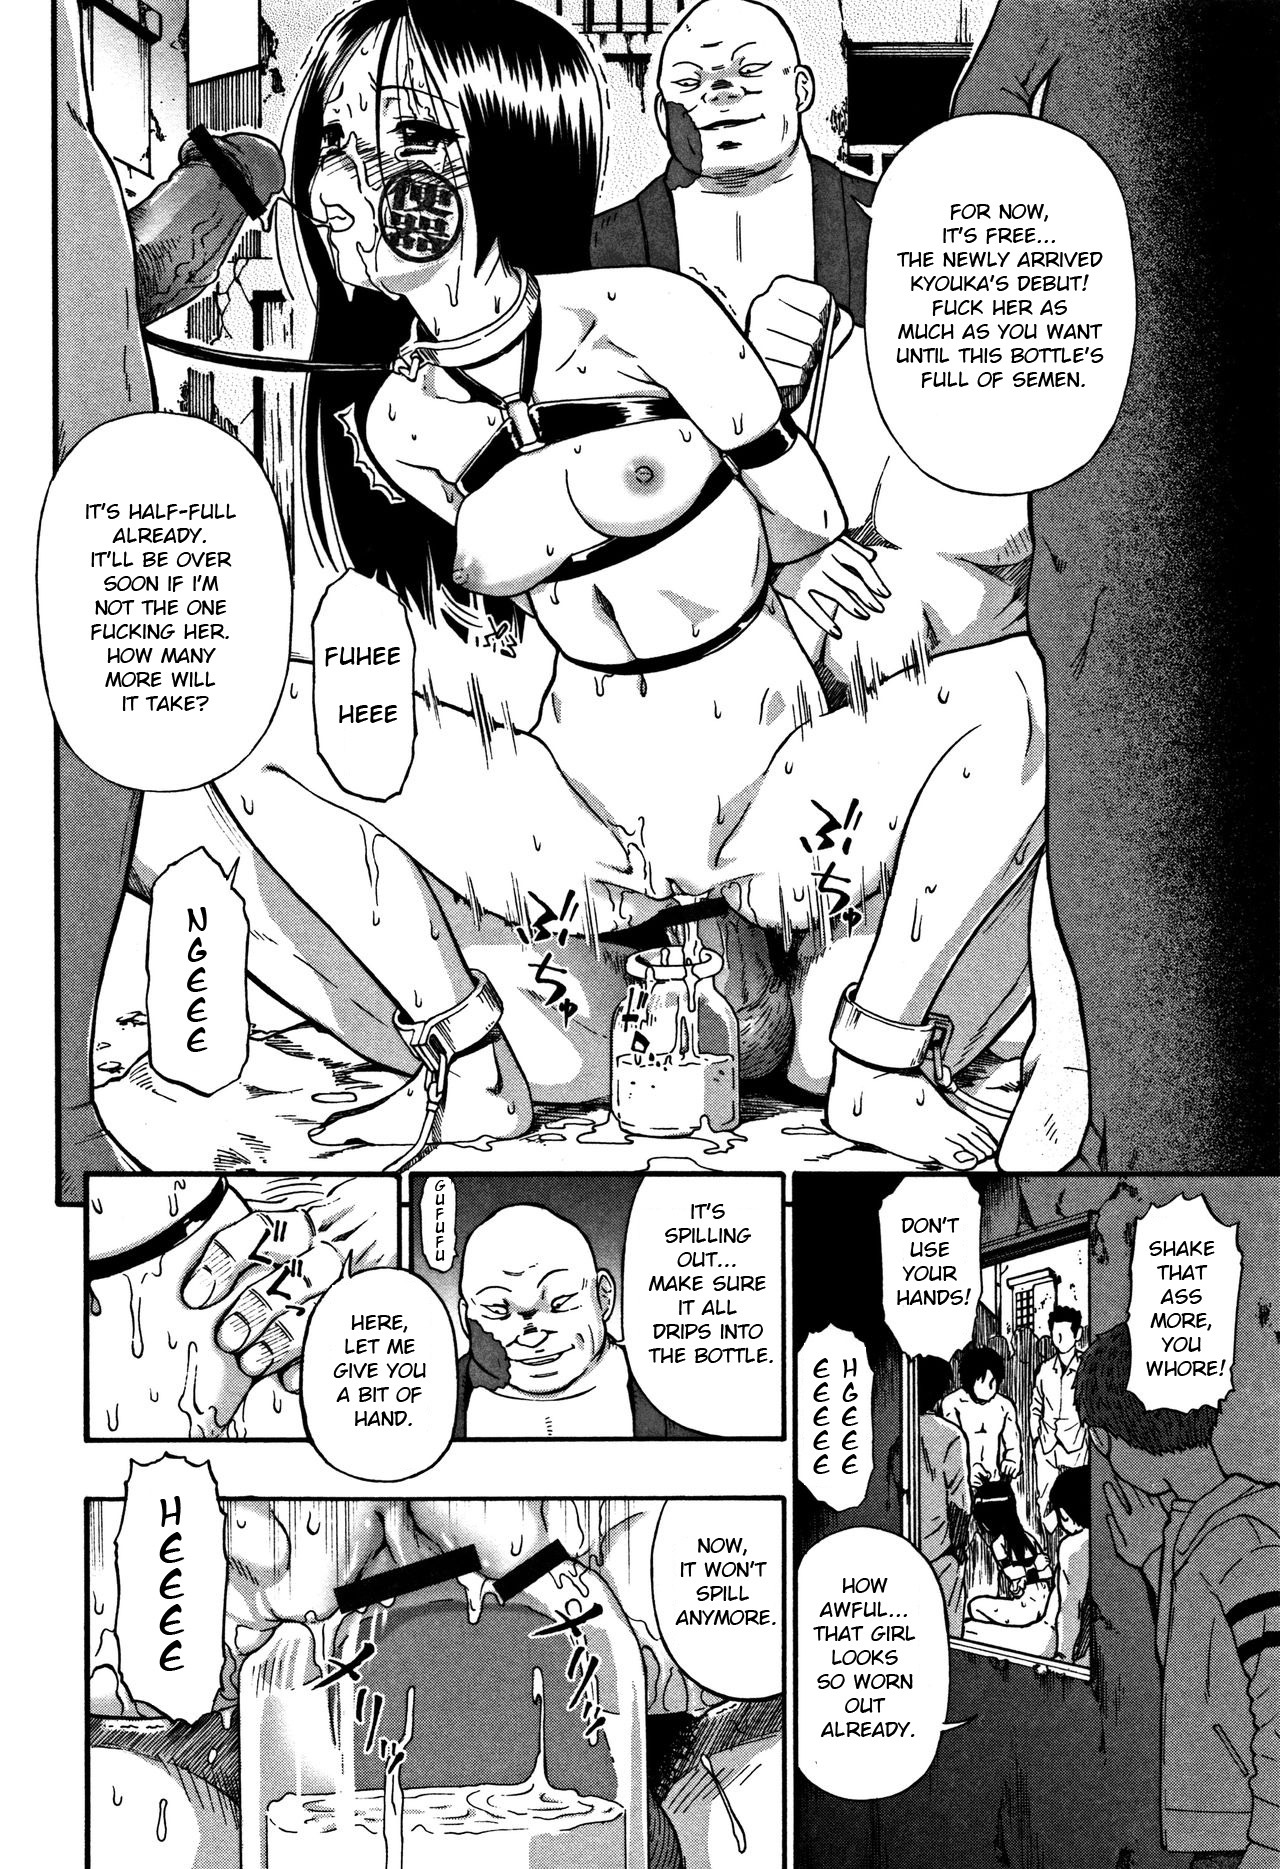 FOR NOW,
IT'S FREE...
THE NEWLY ARRIVED
KYOUKA'S DEBUT!
FUCK HER AS
MUCH AS YOU WANT
UNTIL THIS BOTTLE'S
FULL OF SEMEN.
便器
IT'S HALF-FULL
ALREADY.
IT'LL BE OVER
SOON IF I'M
NOT THE ONE
FUCKING HER.
HOW MANY
MORE WILL
IT TAKE?
FUHEE
HEEE
NGEEE
SHAKE
THAT
ASS
MORE,
YOU
WHORE!
DON'T
USE
YOUR
HANDS!
HGEEE
EEEEEE
HOW
AWFUL...
THAT GIRL
LOOKS
SO WORN
OUT
ALREADY.
IT'S
SPILLING
OUT...
MAKE SURE
IT ALL
DRIPS INTO
THE BOTTLE.
GUFUFU
HERE,
LET ME
GIVE YOU
A BIT OF
HAND.
NOW,
IT WON'T
SPILL
ANYMORE.
HEEEE